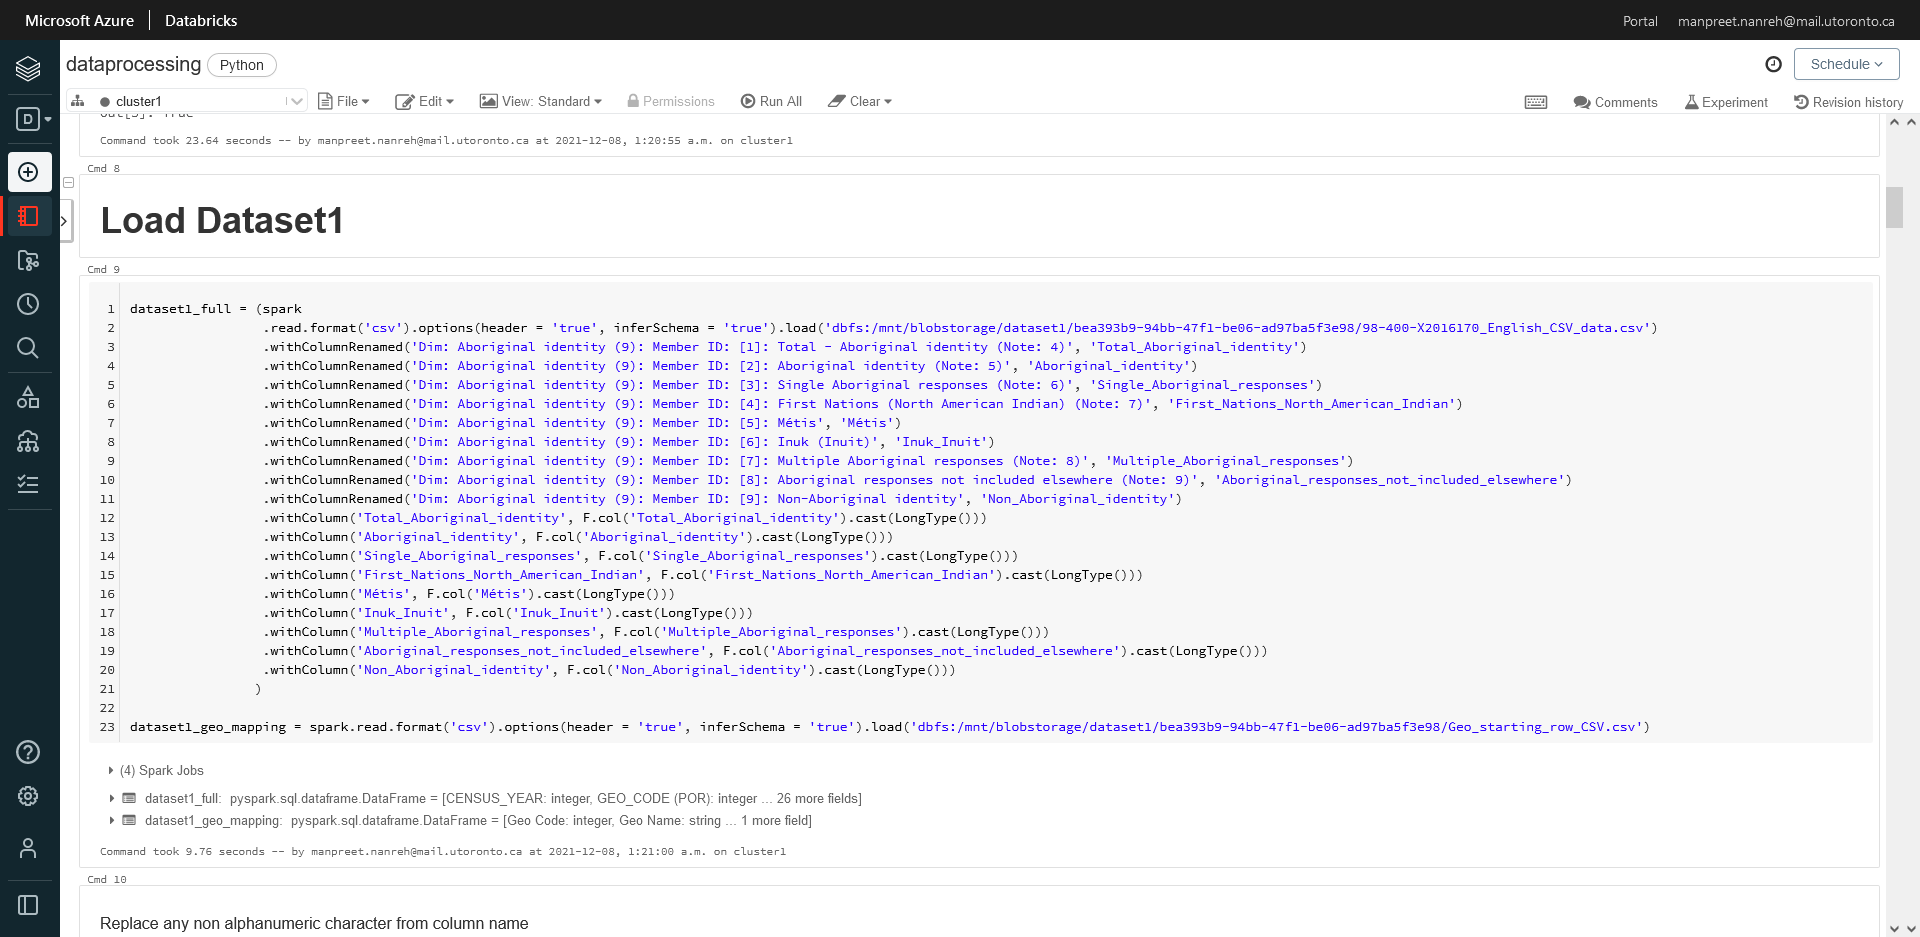 Microsoft Azure Databricks
Portal manpreet.nanreh@mail.utoronto.ca
dataprocessing Python
Schedule
D
cluster1 File Edit View: Standard Permissions Run All Clear
Comments Experiment Revision history
Out[5]: True
Command took 23.64 seconds -- by manpreet.nanreh@mail.utoronto.ca at 2021-12-08, 1:20:55 a.m. on cluster1
Cmd 8
Load Dataset1
Cmd 9
1 dataset1_full = (spark
2 .read.format('csv').options(header = 'true', inferSchema = 'true').load('dbfs:/mnt/blobstorage/dataset1/bea393b9-94bb-47f1-be06-ad97ba5f3e98/98-400-X2016170_English_CSV_data.csv')
3 .withColumnRenamed('Dim: Aboriginal identity (9): Member ID: [1]: Total - Aboriginal identity (Note: 4)', 'Total_Aboriginal_identity')
4 .withColumnRenamed('Dim: Aboriginal identity (9): Member ID: [2]: Aboriginal identity (Note: 5)', 'Aboriginal_identity')
5 .withColumnRenamed('Dim: Aboriginal identity (9): Member ID: [3]: Single Aboriginal responses (Note: 6)', 'Single_Aboriginal_responses')
6 .withColumnRenamed('Dim: Aboriginal identity (9): Member ID: [4]: First Nations (North American Indian) (Note: 7)', 'First_Nations_North_American_Indian')
7 .withColumnRenamed('Dim: Aboriginal identity (9): Member ID: [5]: Métis', 'Métis')
8 .withColumnRenamed('Dim: Aboriginal identity (9): Member ID: [6]: Inuk (Inuit)', 'Inuk_Inuit')
9 .withColumnRenamed('Dim: Aboriginal identity (9): Member ID: [7]: Multiple Aboriginal responses (Note: 8)', 'Multiple_Aboriginal_responses')
10 .withColumnRenamed('Dim: Aboriginal identity (9): Member ID: [8]: Aboriginal responses not included elsewhere (Note: 9)', 'Aboriginal_responses_not_included_elsewhere')
11 .withColumnRenamed('Dim: Aboriginal identity (9): Member ID: [9]: Non-Aboriginal identity', 'Non_Aboriginal_identity')
12 .withColumn('Total_Aboriginal_identity', F.col('Total_Aboriginal_identity').cast(LongType()))
13 .withColumn('Aboriginal_identity', F.col('Aboriginal_identity').cast(LongType()))
14 .withColumn('Single_Aboriginal_responses', F.col('Single_Aboriginal_responses').cast(LongType()))
15 .withColumn('First_Nations_North_American_Indian', F.col('First_Nations_North_American_Indian').cast(LongType()))
16 .withColumn('Métis', F.col('Métis').cast(LongType()))
17 .withColumn('Inuk_Inuit', F.col('Inuk_Inuit').cast(LongType()))
18 .withColumn('Multiple_Aboriginal_responses', F.col('Multiple_Aboriginal_responses').cast(LongType()))
19 .withColumn('Aboriginal_responses_not_included_elsewhere', F.col('Aboriginal_responses_not_included_elsewhere').cast(LongType()))
20 .withColumn('Non_Aboriginal_identity', F.col('Non_Aboriginal_identity').cast(LongType()))
21 )
22
23 dataset1_geo_mapping = spark.read.format('csv').options(header = 'true', inferSchema = 'true').load('dbfs:/mnt/blobstorage/dataset1/bea393b9-94bb-47f1-be06-ad97ba5f3e98/Geo_starting_row_CSV.csv')
(4) Spark Jobs
dataset1_full: pyspark.sql.dataframe.DataFrame = [CENSUS_YEAR: integer, GEO_CODE (POR): integer ... 26 more fields]
dataset1_geo_mapping: pyspark.sql.dataframe.DataFrame = [Geo Code: integer, Geo Name: string ... 1 more field]
Command took 9.76 seconds -- by manpreet.nanreh@mail.utoronto.ca at 2021-12-08, 1:21:00 a.m. on cluster1
Cmd 10
Replace any non alphanumeric character from column name